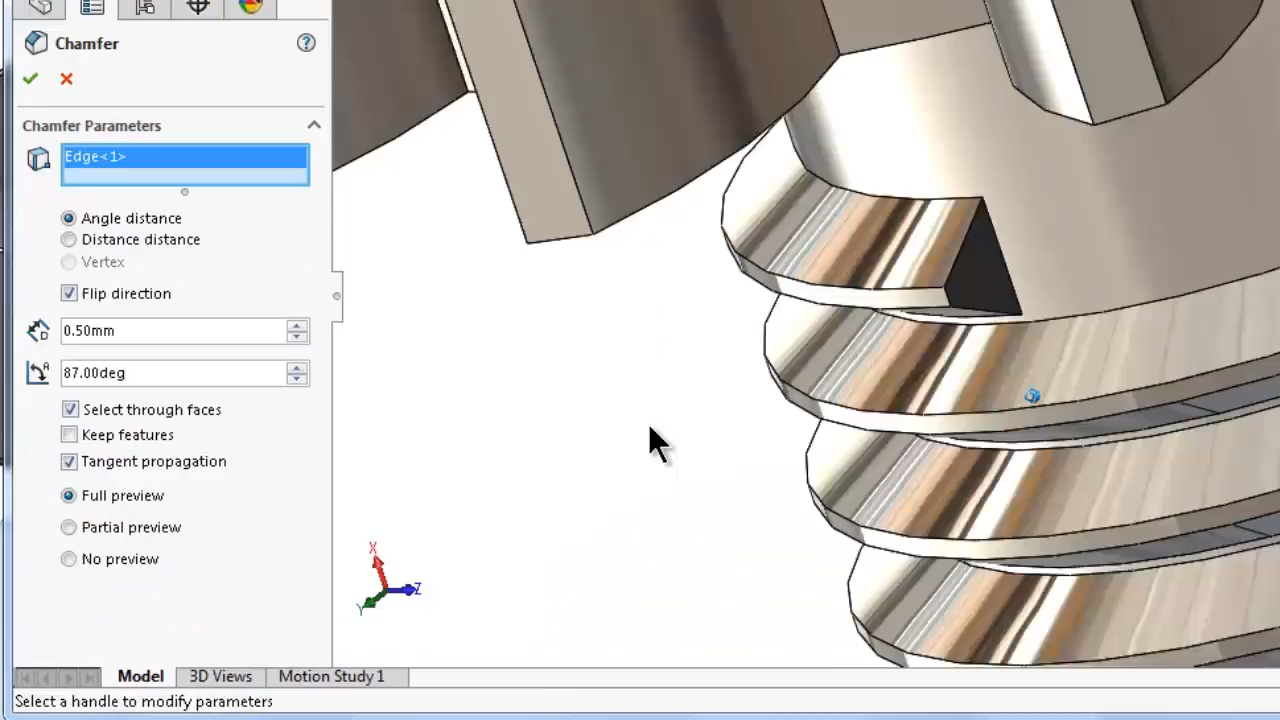 Chamfer
Chamfer Parameters
Edge<1>
Angle distance
Distance distance
Vertex
Flip direction
0.50mm
87.00deg
Select through faces
Keep features
Tangent propagation
Full preview
Partial preview
No preview
X
Z
Y
Model
3D Views
Motion Study 1
Select a handle to modify parameters